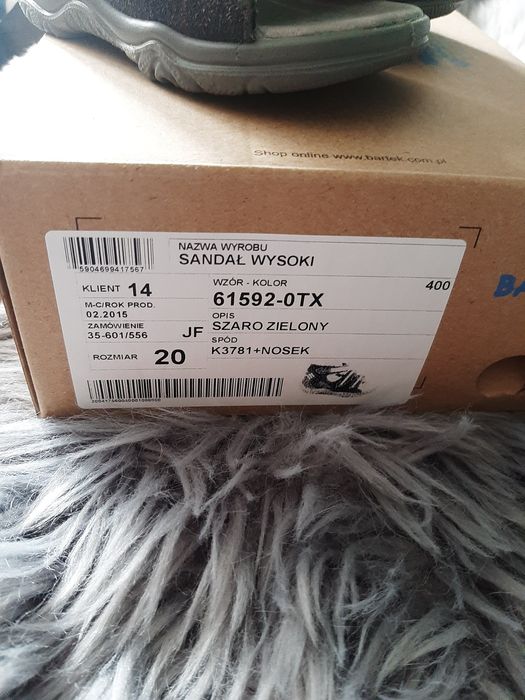 Shop online www.bartek.com.pl
5904699417567
NAZWA WYROBU
SANDAŁ WYSOKI
KLIENT 14
WZÓR - KOLOR
400
61592-0TX
M-C/ROK PROD.
02.2015
OPIS
SZARO ZIELONY
ZAMÓWIENIE
35-601/556
JF
SPÓD
K3781+NOSEK
ROZMIAR 20